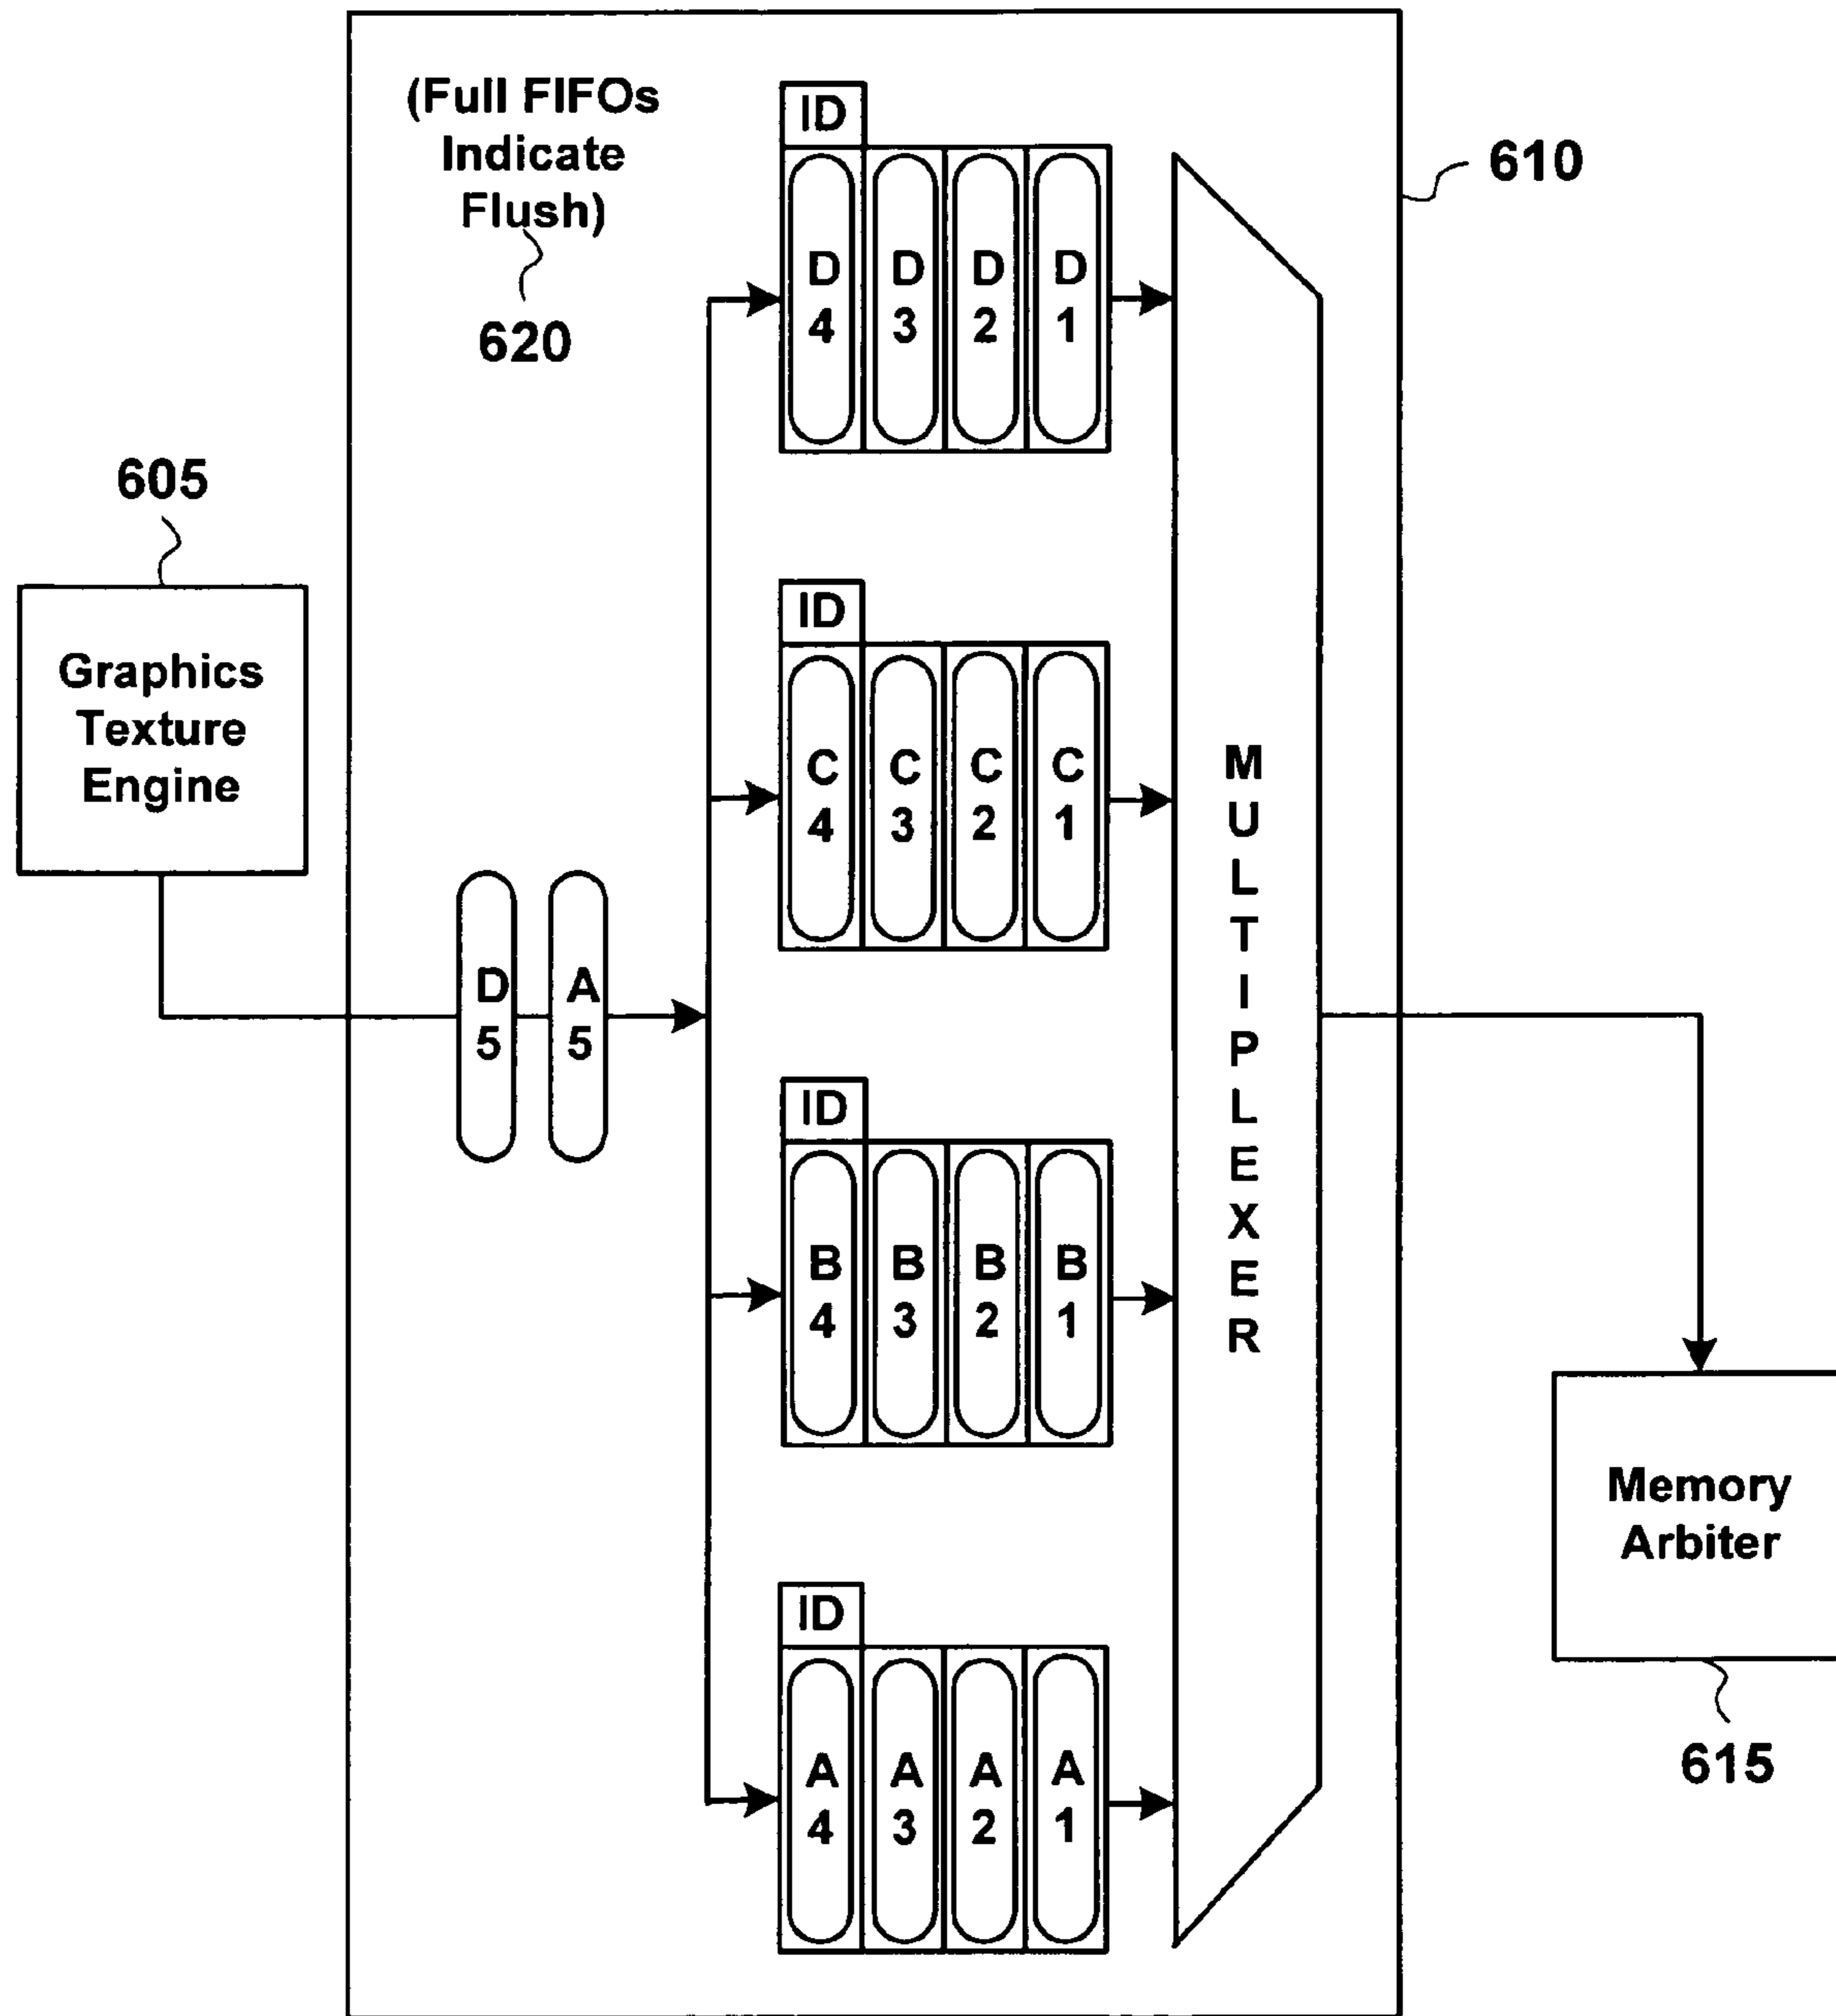 (Full FIFOs
Indicate
Flush)
620
ID
D D D D
4 3 2 1
610
605
Graphics
Texture
Engine
ID
C C C C
4 3 2 1
D A
5 5
ID
B B B B
4 3 2 1
ID
A A A A
4 3 2 1
MULTIPLEXER
Memory
Arbiter
615